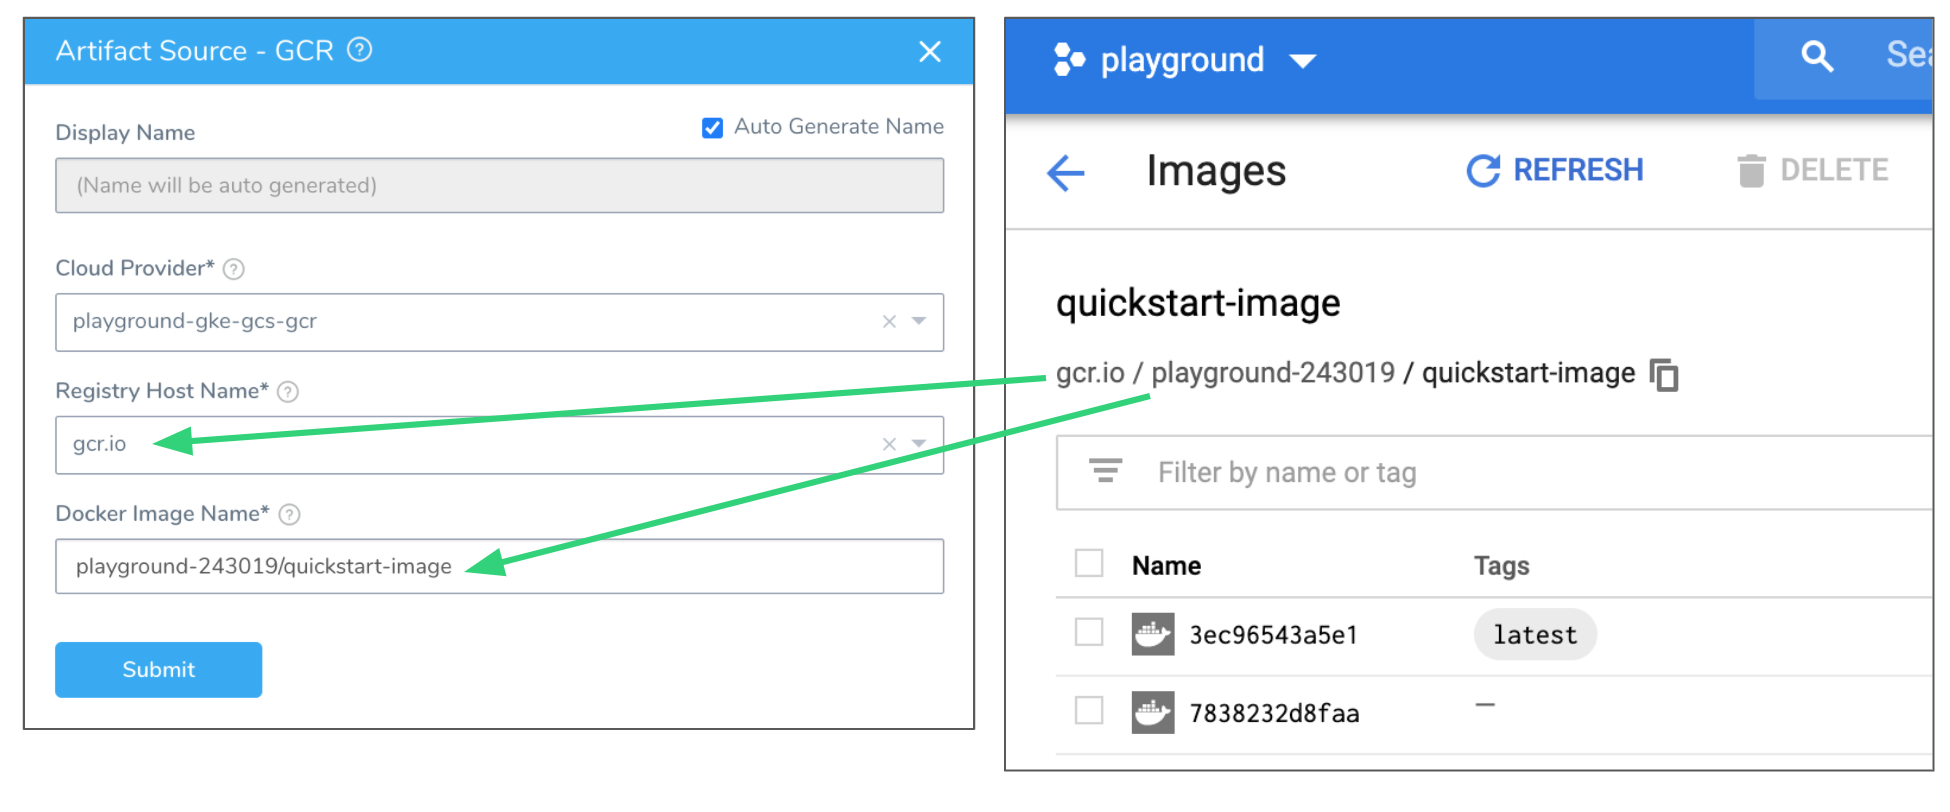 Artifact Source - GCR ?
Display Name
Auto Generate Name
(Name will be auto generated)
Cloud Provider* ?
playground-gke-gcs-gcr
Registry Host Name* ?
gcr.io
Docker Image Name* ?
playground-243019/quickstart-image
Submit
playground
Images
REFRESH
DELETE
quickstart-image
gcr.io / playground-243019 / quickstart-image
Filter by name or tag
Name Tags
3ec96543a5e1 latest
7838232d8faa —